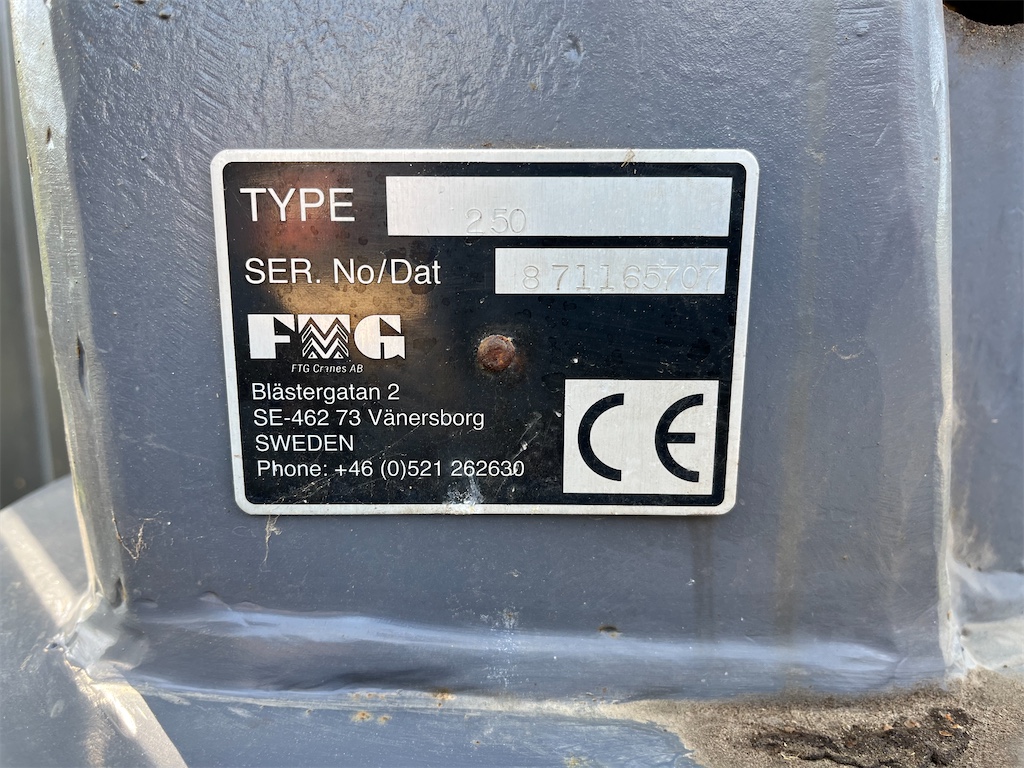 TYPE 250
SER. No/Dat 871165707
FMG
FTG Cranes AB
Blästergatan 2
SE-462 73 Vänersborg
SWEDEN
Phone: +46 (0)521 262630
CE